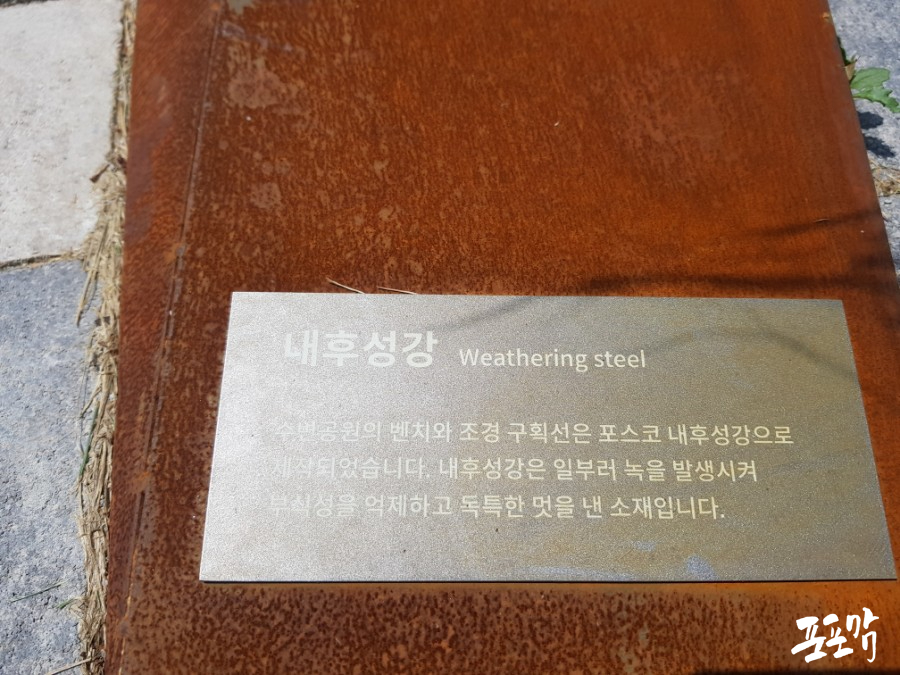 내후성강 Weathering steel
수변공원의 벤치와 조경 구획선은 포스코 내후성강으로
제작되었습니다. 내후성강은 일부러 녹을 발생시켜
부식성을 억제하고 독특한 멋을 낸 소재입니다.
포포맘